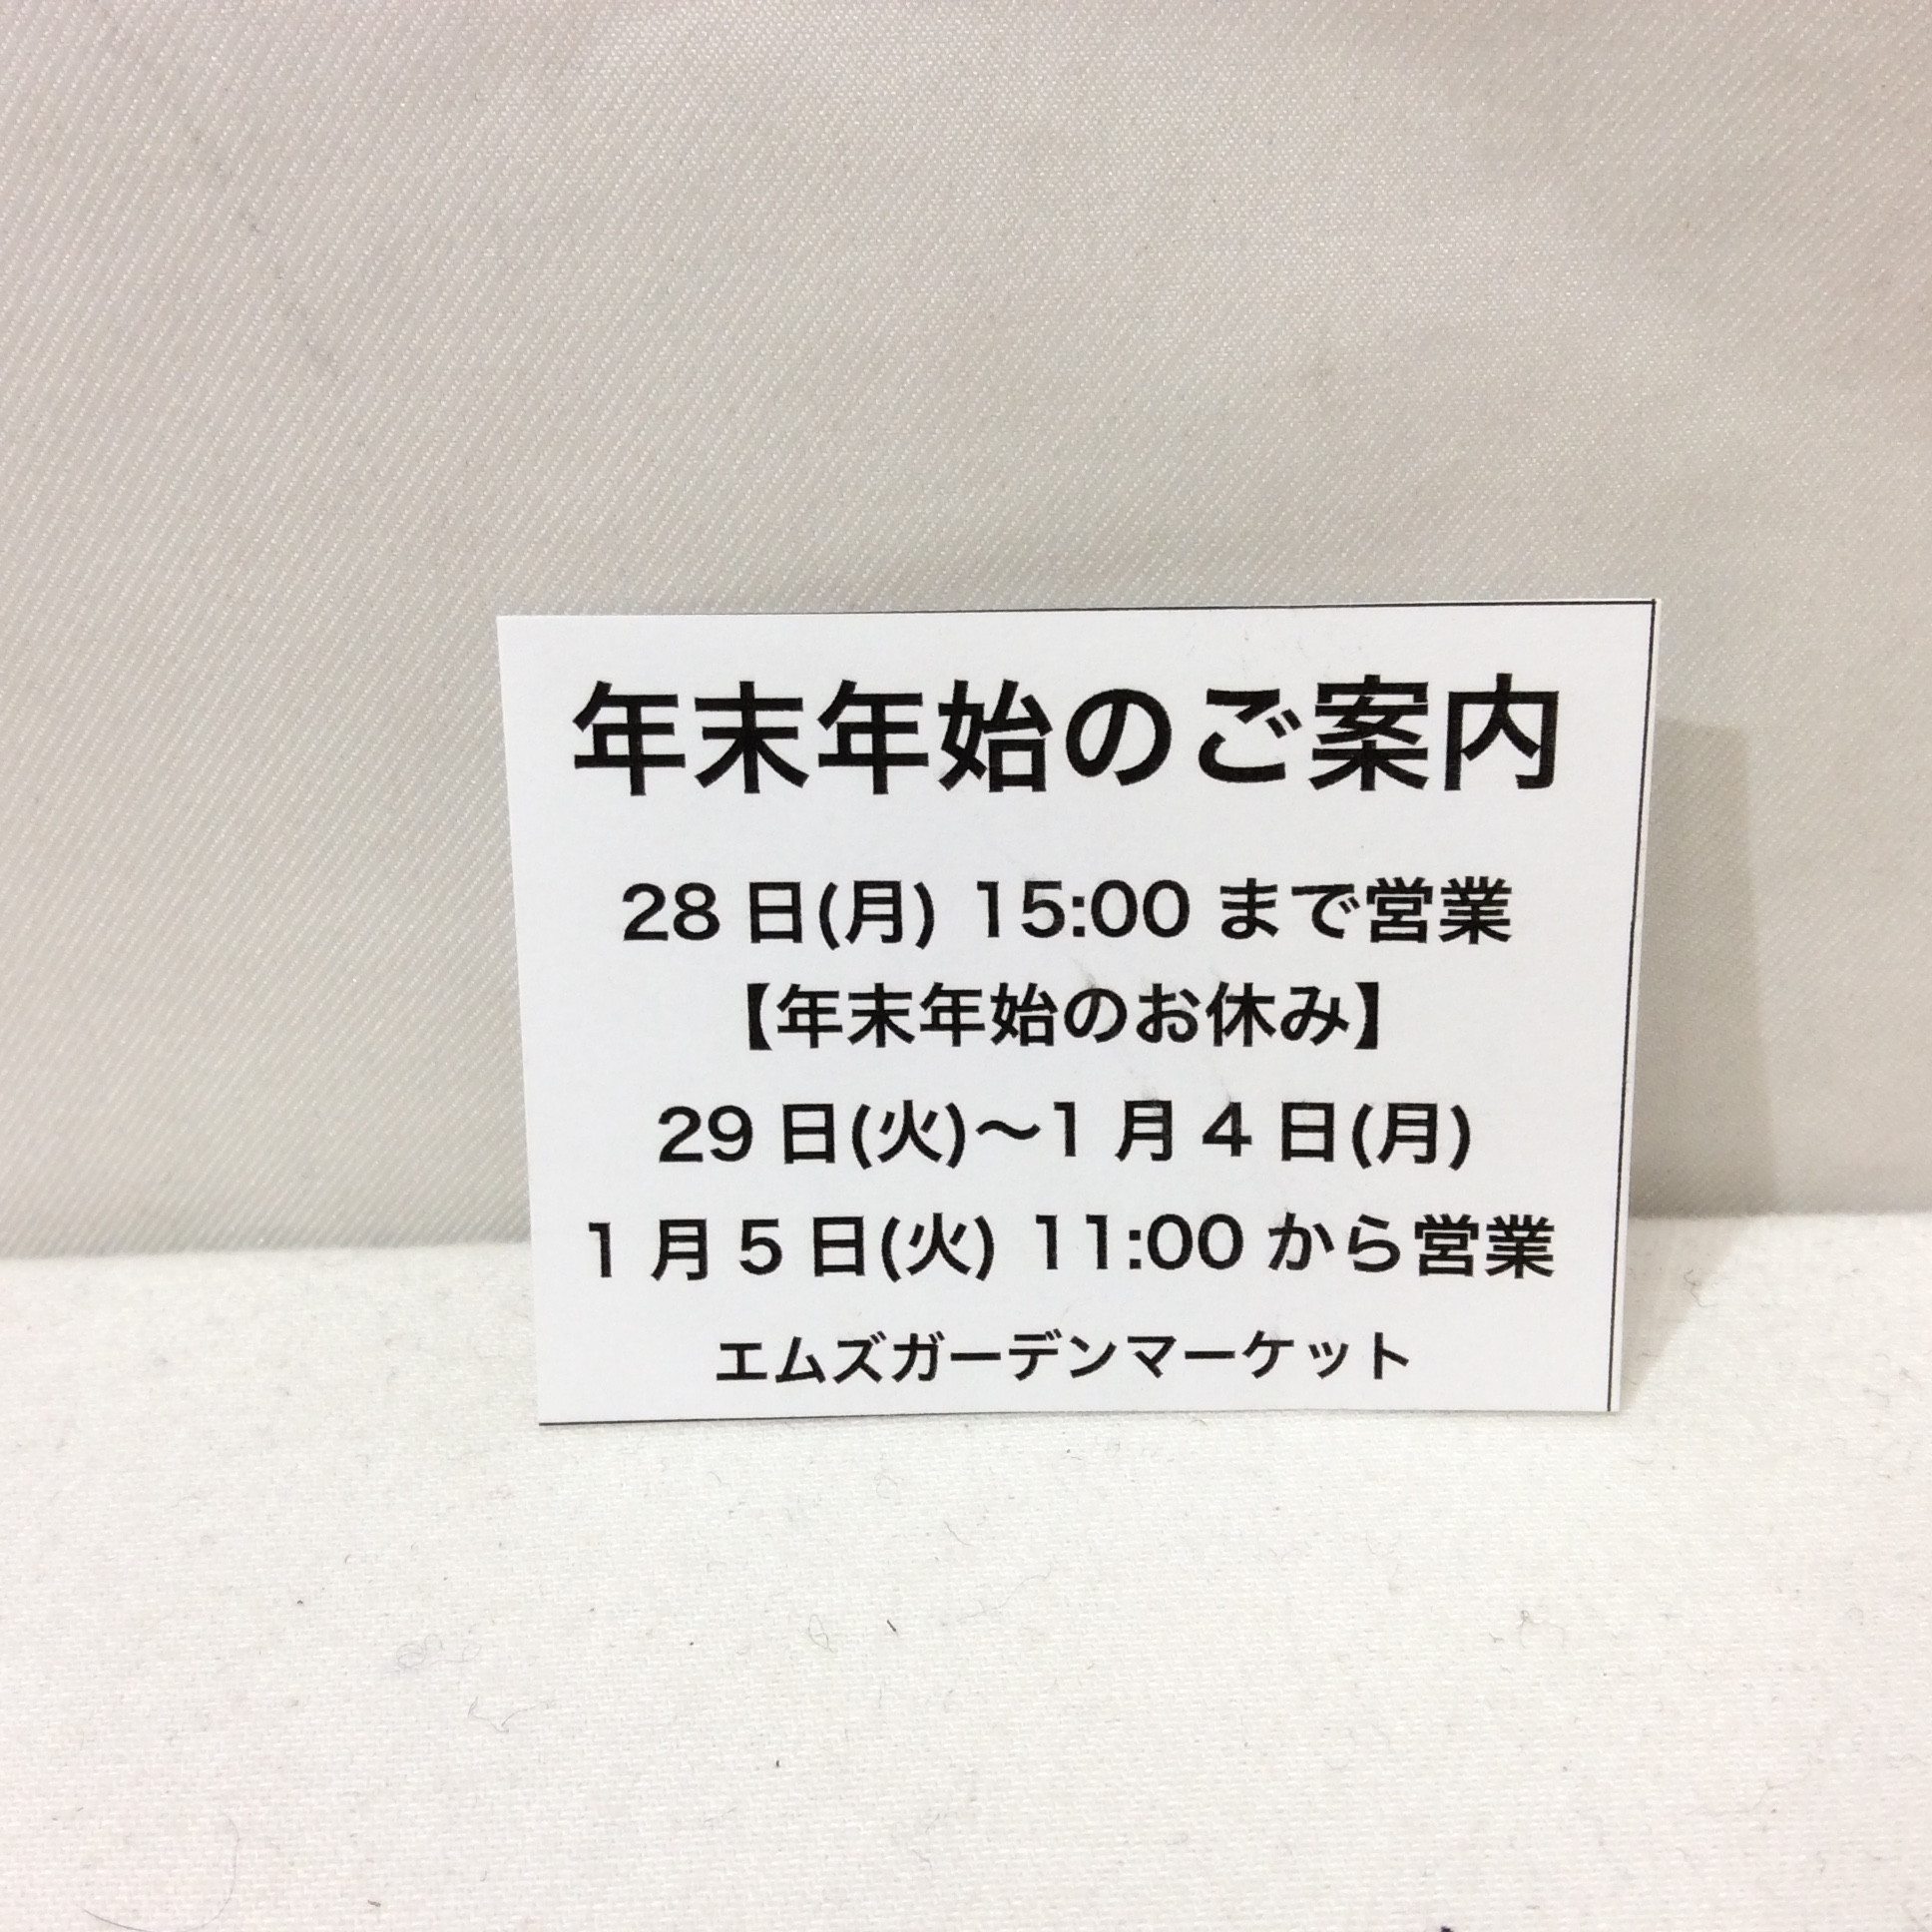 年末年始のご案内
28日(月) 15:00まで営業
【年末年始のお休み】
29日(火)〜1月4日(月)
1月5日(火) 11:00から営業
エムズガーデンマーケット